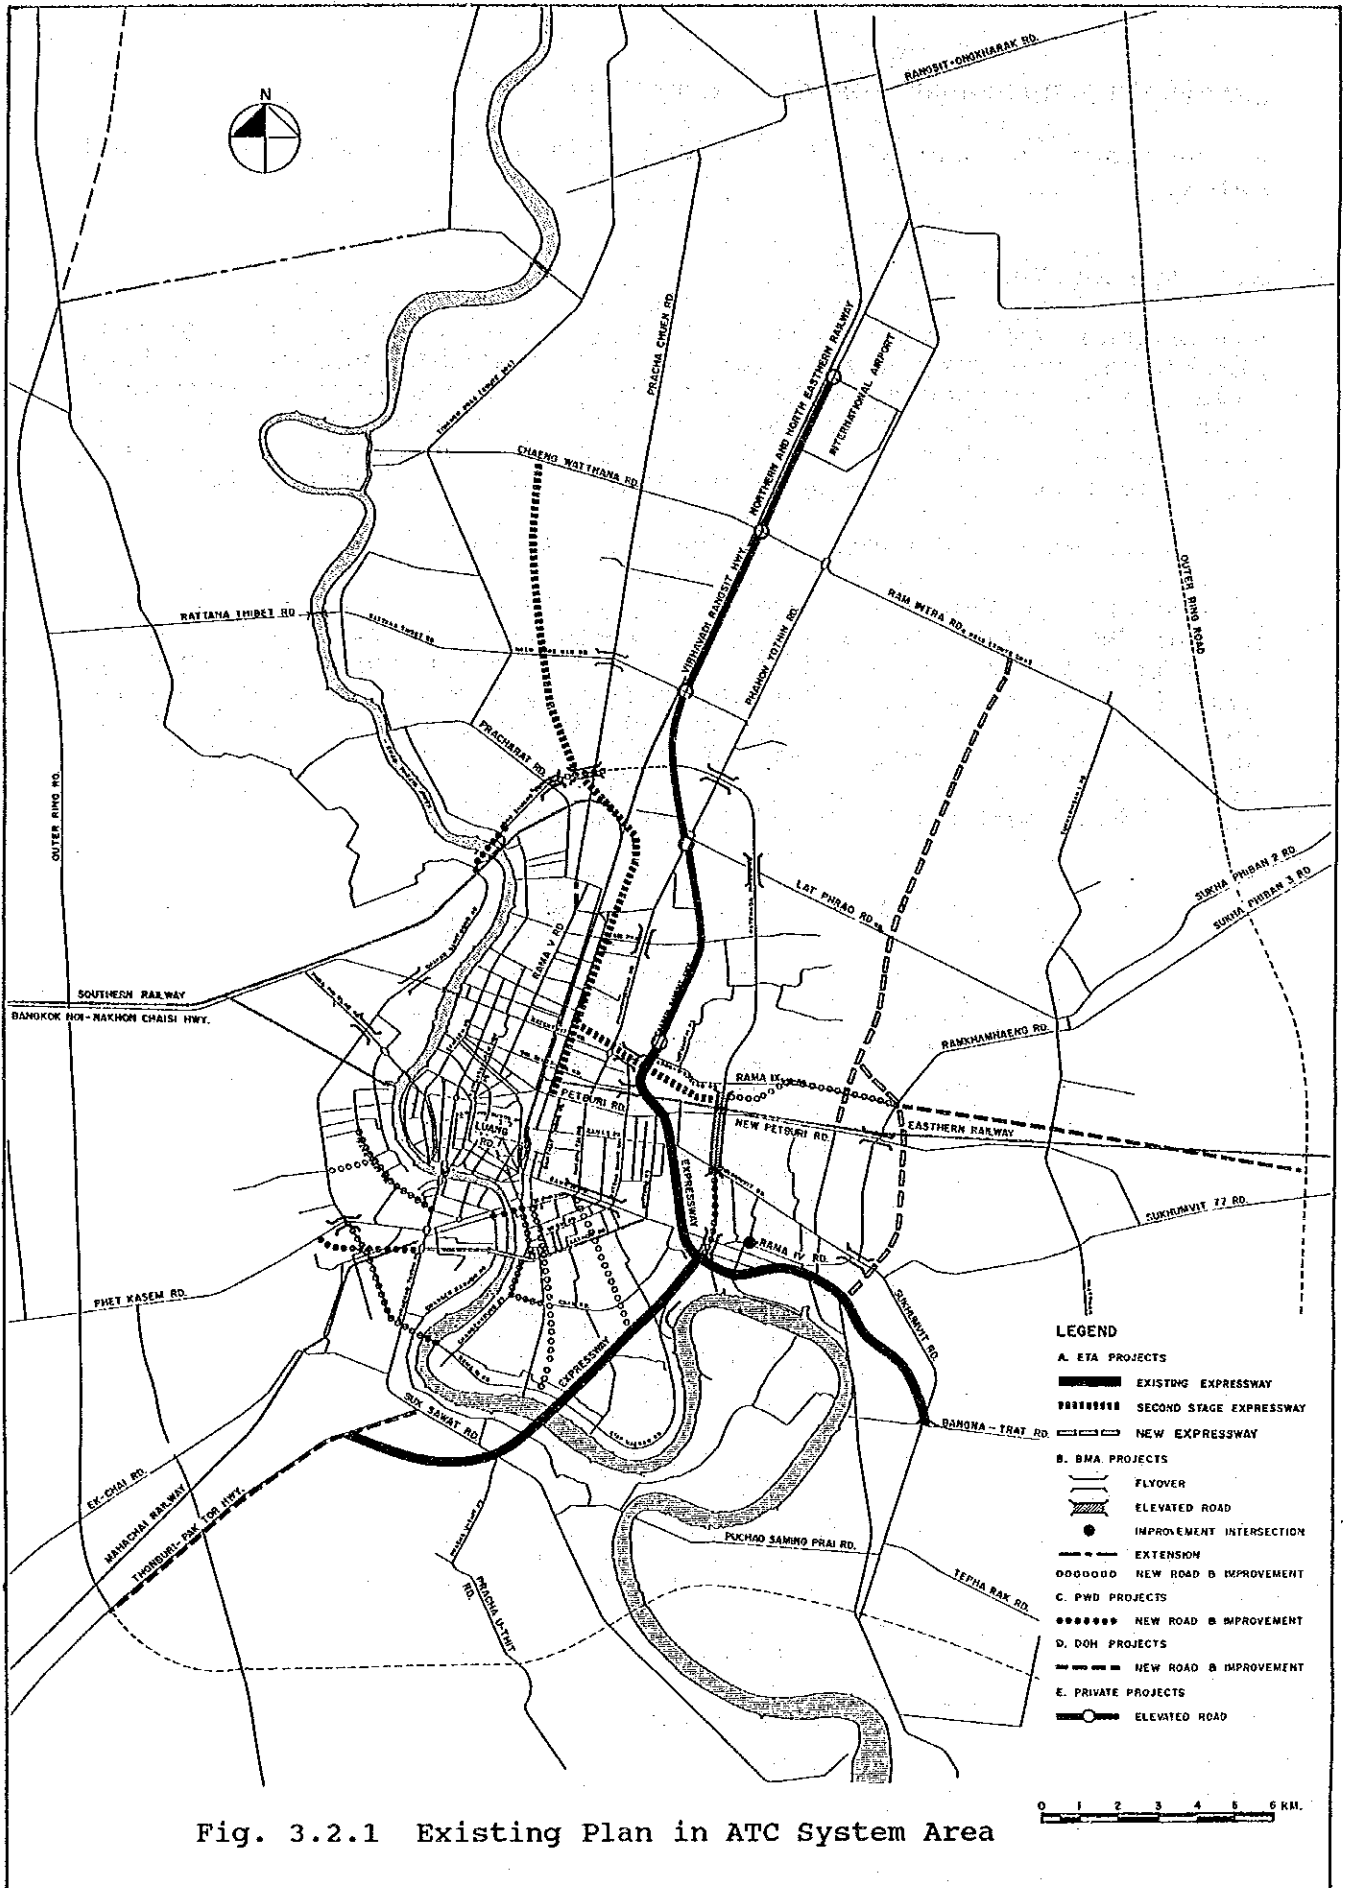 N
RANGSIT-ONGKHARAK RD.
PRACHA CHUEN RD.
NORTHERN AND NORTH EASTHERN RAILWAY
INTERNATIONAL AIRPORT
CHAENG WATTHANA RD.
VIBHAVADI RANGSIT HWY.
OUTER RING ROAD
RAM INTRA RD.
RATTANA THIBET RD
PHAHON YOTHIN RD.
PRACHARAT RD.
OUTER RING RD.
LAT PHRAO RD.
SUKHA PHIBAN 2 RD
SUKHA PHIBAN 3 RD
RAMA V RD
SOUTHERN RAILWAY
BANGKOK NOI-NAKHON CHAISI HWY.
RAMKHAMHAENG RD.
RAMA IX
PETBURI RD.
NEW PETBURI RD.
EASTHERN RAILWAY
LUANG RD.
EXPRESSWAY
SUKHUMVIT 77 RD.
RAMA IV RD.
PHET KASEM RD.
SUKHUMVIT RD.
EXPRESSWAY
SUK SAWAT RD.
BANGNA-TRAT RD.
EK-CHAI RD.
MAHACHAI RAILWAY
THONBURI-PAK TOR HWY.
PUCHAO SAMING PRAI RD.
TEPHA RAK RD.
PRACHA U-THIT RD.
LEGEND
A. ETA PROJECTS
EXISTING EXPRESSWAY
SECOND STAGE EXPRESSWAY
NEW EXPRESSWAY
B. BMA PROJECTS
FLYOVER
ELEVATED ROAD
IMPROVEMENT INTERSECTION
EXTENSION
NEW ROAD & IMPROVEMENT
C. PWD PROJECTS
NEW ROAD & IMPROVEMENT
D. DOH PROJECTS
NEW ROAD & IMPROVEMENT
E. PRIVATE PROJECTS
ELEVATED ROAD
0 1 2 3 4 5 6 KM.
Fig. 3.2.1 Existing Plan in ATC System Area